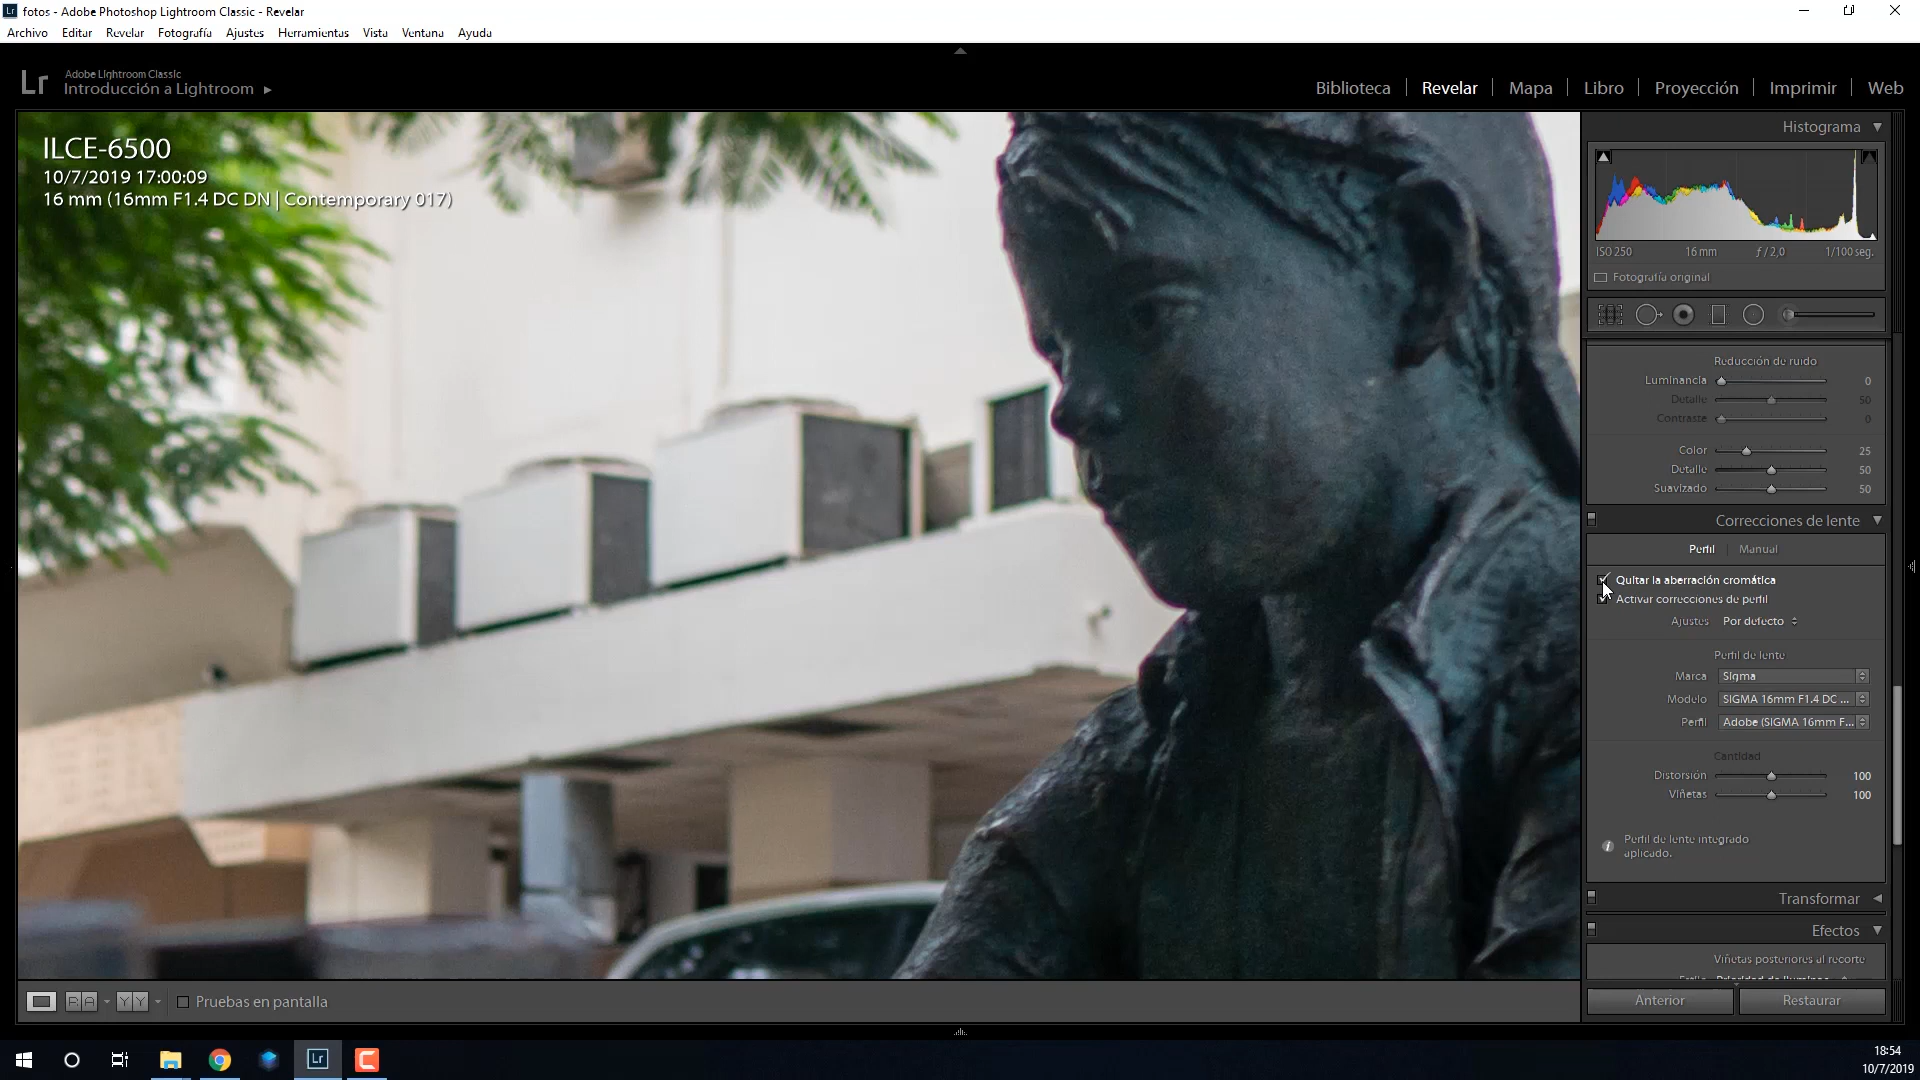 fotos - Adobe Photoshop Lightroom Classic - Revelar
Archivo Editar Revelar Fotografía Ajustes Herramientas Vista Ventana Ayuda
Lr Adobe Lightroom Classic
Introducción a Lightroom
Biblioteca Revelar Mapa Libro Proyección Imprimir Web
ILCE-6500
10/7/2019 17:00:09
16 mm (16mm F1.4 DC DN | Contemporary 017)
Histograma
ISO 250 16 mm ƒ / 2,0 1/100 seg.
Fotografía original
Reducción de ruido
Luminancia 0
Detalle 50
Contraste 0
Color 25
Detalle 50
Suavizado 50
Correcciones de lente
Perfil Manual
Quitar la aberración cromática
Activar correcciones de perfil
Ajustes Por defecto
Perfil de lente
Marca Sigma
Modelo SIGMA 16mm F1.4 DC ...
Perfil Adobe (SIGMA 16mm F...
Cantidad
Distorsión 100
Viñetas 100
Perfil de lente integrado
aplicado.
Transformar
Efectos
Viñetas posteriores al recorte
R A Y Y Pruebas en pantalla
Anterior Restaurar
Lr
18:54
10/7/2019